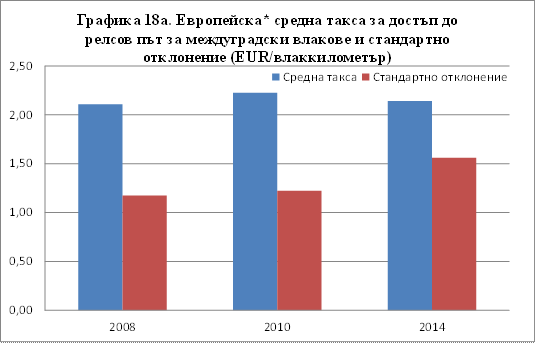 Графика 18а. Европейска* средна такса за достъп до
релсов път за междуградски влакове и стандартно
отклонение (EUR/влаккилометър)
2,50
Средна такса Стандартно отклонение
2,00
1,50
1,00
0,50
0,00
2008 2010 2014